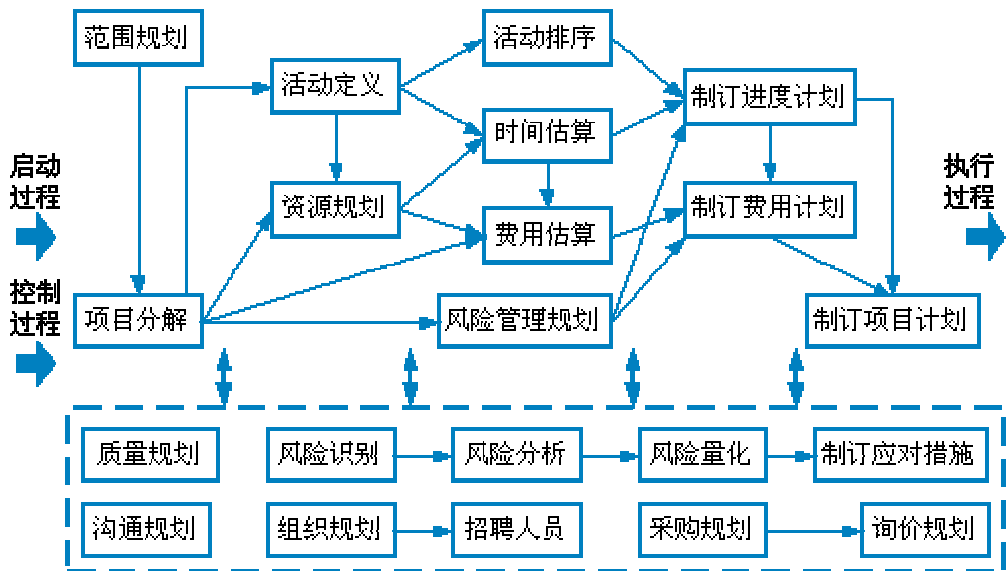 范围规划
活动排序
活动定义
制订进度计划
时间估算
启动
过程
执行
过程
资源规划
制订费用计划
费用估算
控制
过程
项目分解
风险管理规划
制订项目计划
质量规划
风险识别
风险分析
风险量化
制订应对措施
沟通规划
组织规划
招聘人员
采购规划
询价规划